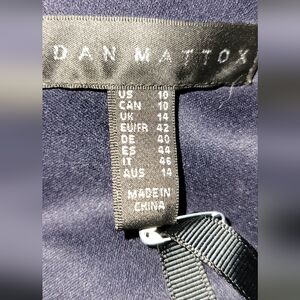 DAN MATTOX
US 10
CAN 10
UK 14
EU/FR 42
DE 40
ES 44
IT 46
AUS 14
MADE IN
CHINA